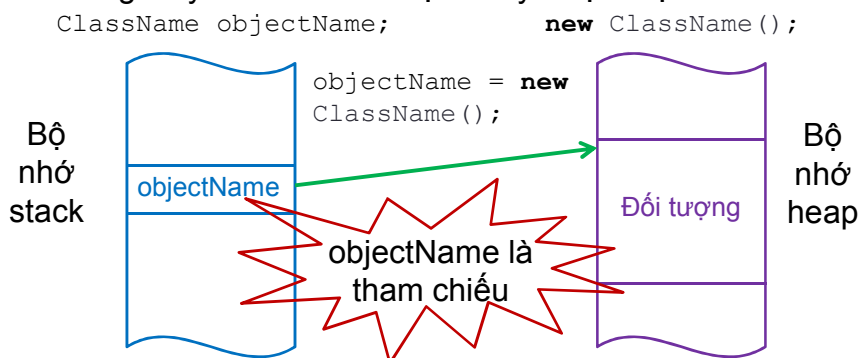 ClassName objectName;
new ClassName();
objectName = new
ClassName();
Bộ
nhớ
stack
objectName
Đối tượng
Bộ
nhớ
heap
objectName là
tham chiếu